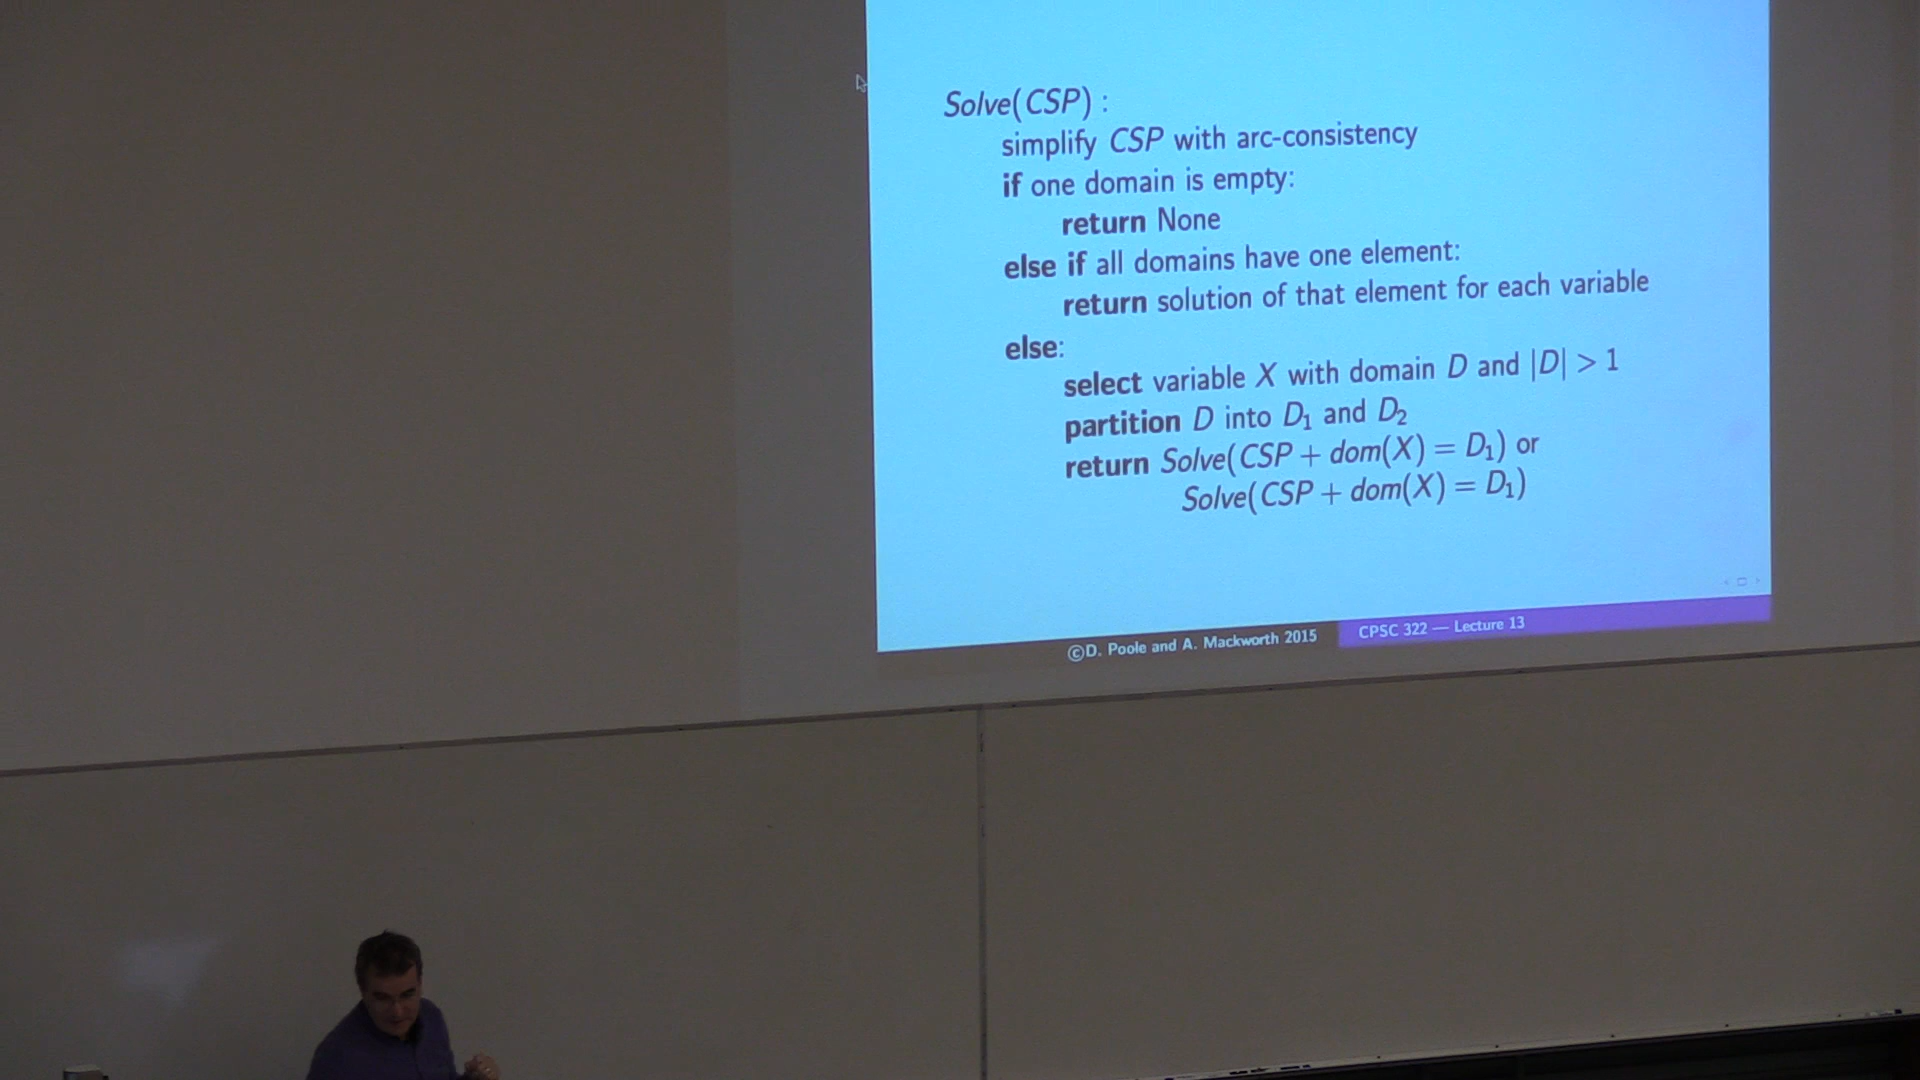 Solve(CSP) :
simplify CSP with arc-consistency
if one domain is empty:
return None
else if all domains have one element:
return solution of that element for each variable
else:
select variable X with domain D and |D| > 1
partition D into D₁ and D₂
return Solve(CSP + dom(X) = D₁) or
Solve(CSP + dom(X) = D₁)
©D. Poole and A. Mackworth 2015
CPSC 322 — Lecture 13